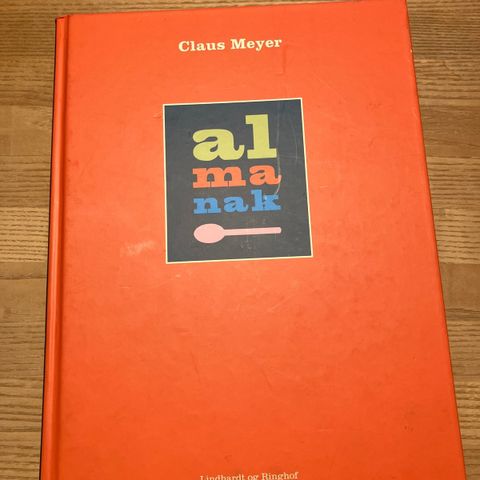 Claus Meyer
al
ma
nak
Lindhardt og Ringhof